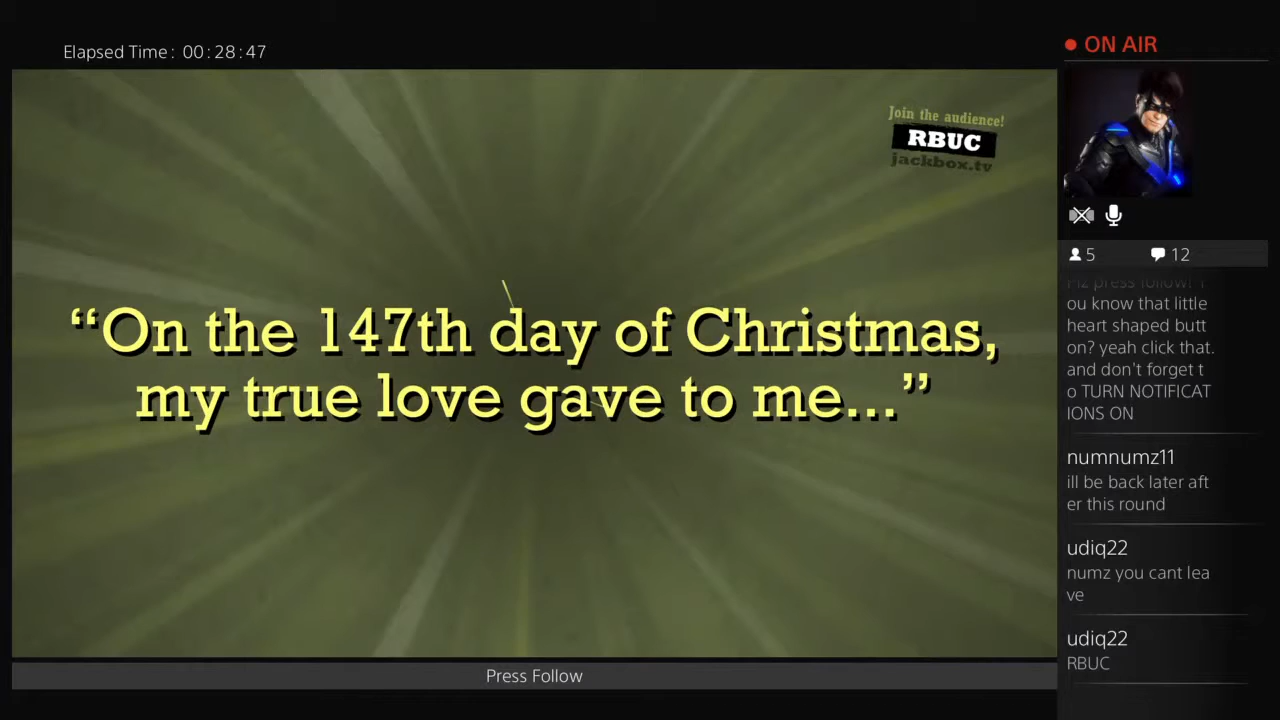 Elapsed Time: 00:28:47
ON AIR
Join the audience!
RBUC
jackbox.tv
“On the 147th day of Christmas,
my true love gave to me...”
Press Follow
5 12
ou know that little
heart shaped butt
on? yeah click that.
and don't forget t
o TURN NOTIFICAT
IONS ON
numnumz11
ill be back later aft
er this round
udiq22
numz you cant lea
ve
udiq22
RBUC